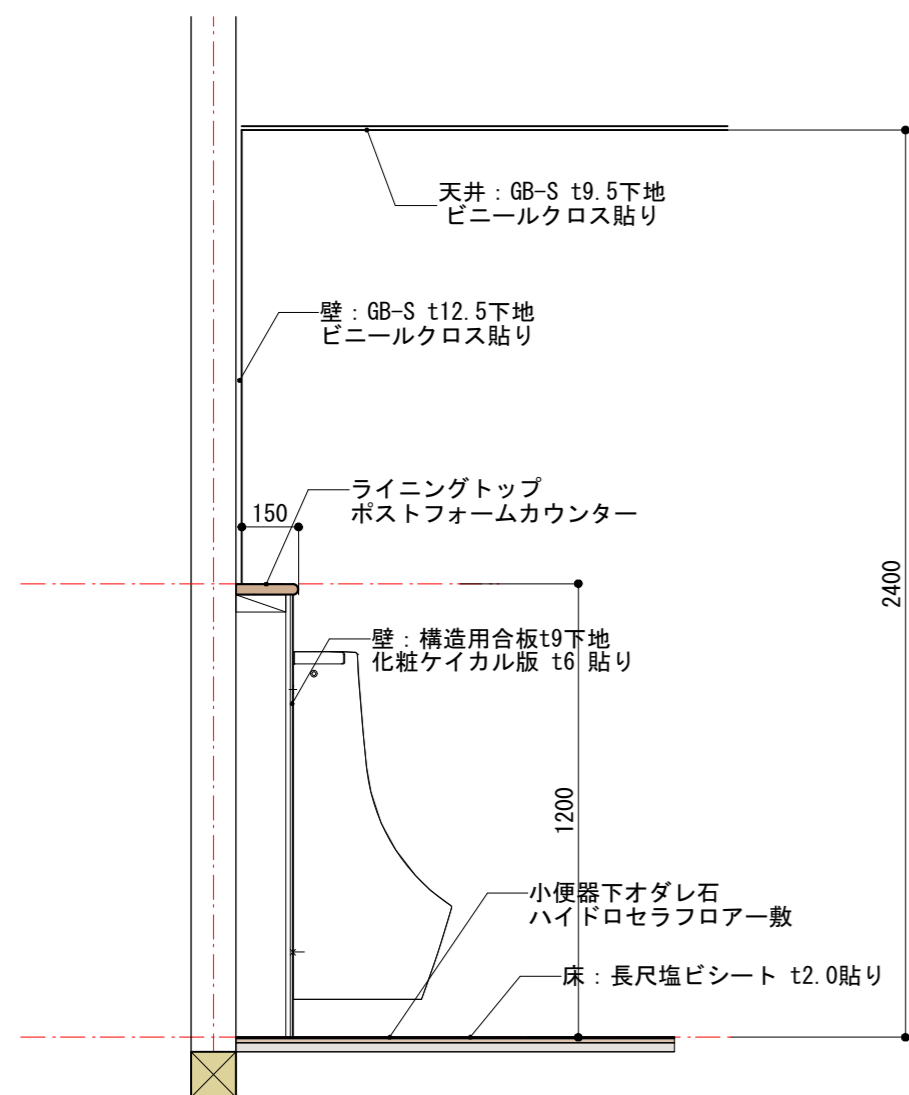 天井：GB-S t9.5下地
ビニールクロス貼り
壁：GB-S t12.5下地
ビニールクロス貼り
ライニングトップ
ポストフォームカウンター
150
2400
壁：構造用合板t9下地
化粧ケイカル版 t6 貼り
1200
小便器下オダレ石
ハイドロセラフロアー敷
床：長尺塩ビシート t2.0貼り